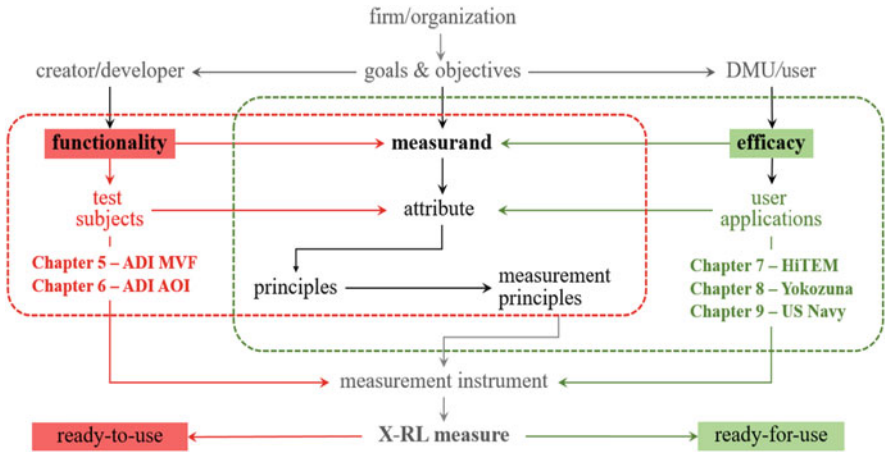 firm/organization
creator/developer
goals & objectives
DMU/user
functionality
measurand
efficacy
test
subjects
attribute
user
applications
Chapter 5 – ADI MVF
Chapter 6 – ADI AOI
principles
measurement
principles
Chapter 7 – HiTEM
Chapter 8 – Yokozuna
Chapter 9 – US Navy
measurement instrument
ready-to-use
X-RL measure
ready-for-use